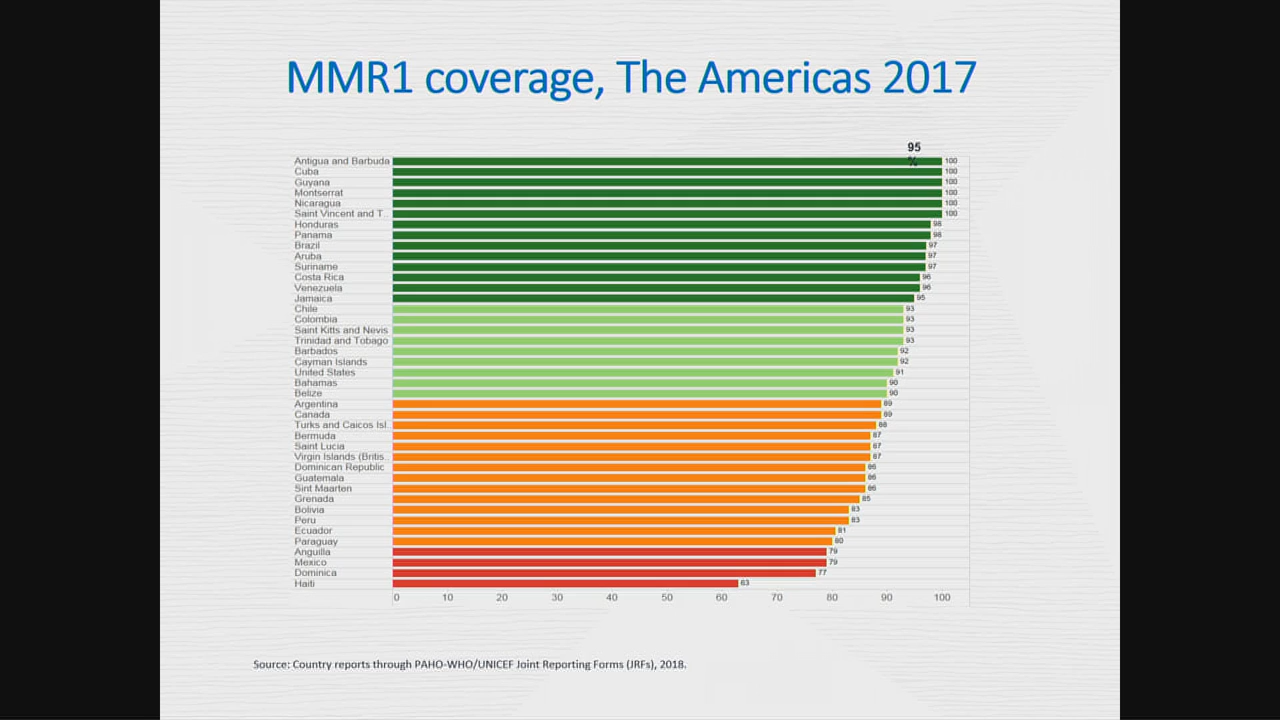 MMR1 coverage, The Americas 2017
95
%
Antigua and Barbuda 100
Cuba 100
Guyana 100
Montserrat 100
Nicaragua 100
Saint Vincent and T.. 100
Honduras 98
Panama 98
Brazil 97
Aruba 97
Suriname 97
Costa Rica 96
Venezuela 96
Jamaica 95
Chile 93
Colombia 93
Saint Kitts and Nevis 93
Trinidad and Tobago 93
Barbados 92
Cayman Islands 92
United States 91
Bahamas 90
Belize 90
Argentina 89
Canada 89
Turks and Caicos Isl.. 88
Bermuda 87
Saint Lucia 87
Virgin Islands (Britis.. 87
Dominican Republic 86
Guatemala 86
Sint Maarten 86
Grenada 85
Bolivia 83
Peru 83
Ecuador 81
Paraguay 80
Anguilla 79
Mexico 79
Dominica 77
Haiti 63
0 10 20 30 40 50 60 70 80 90 100
Source: Country reports through PAHO-WHO/UNICEF Joint Reporting Forms (JRFs), 2018.